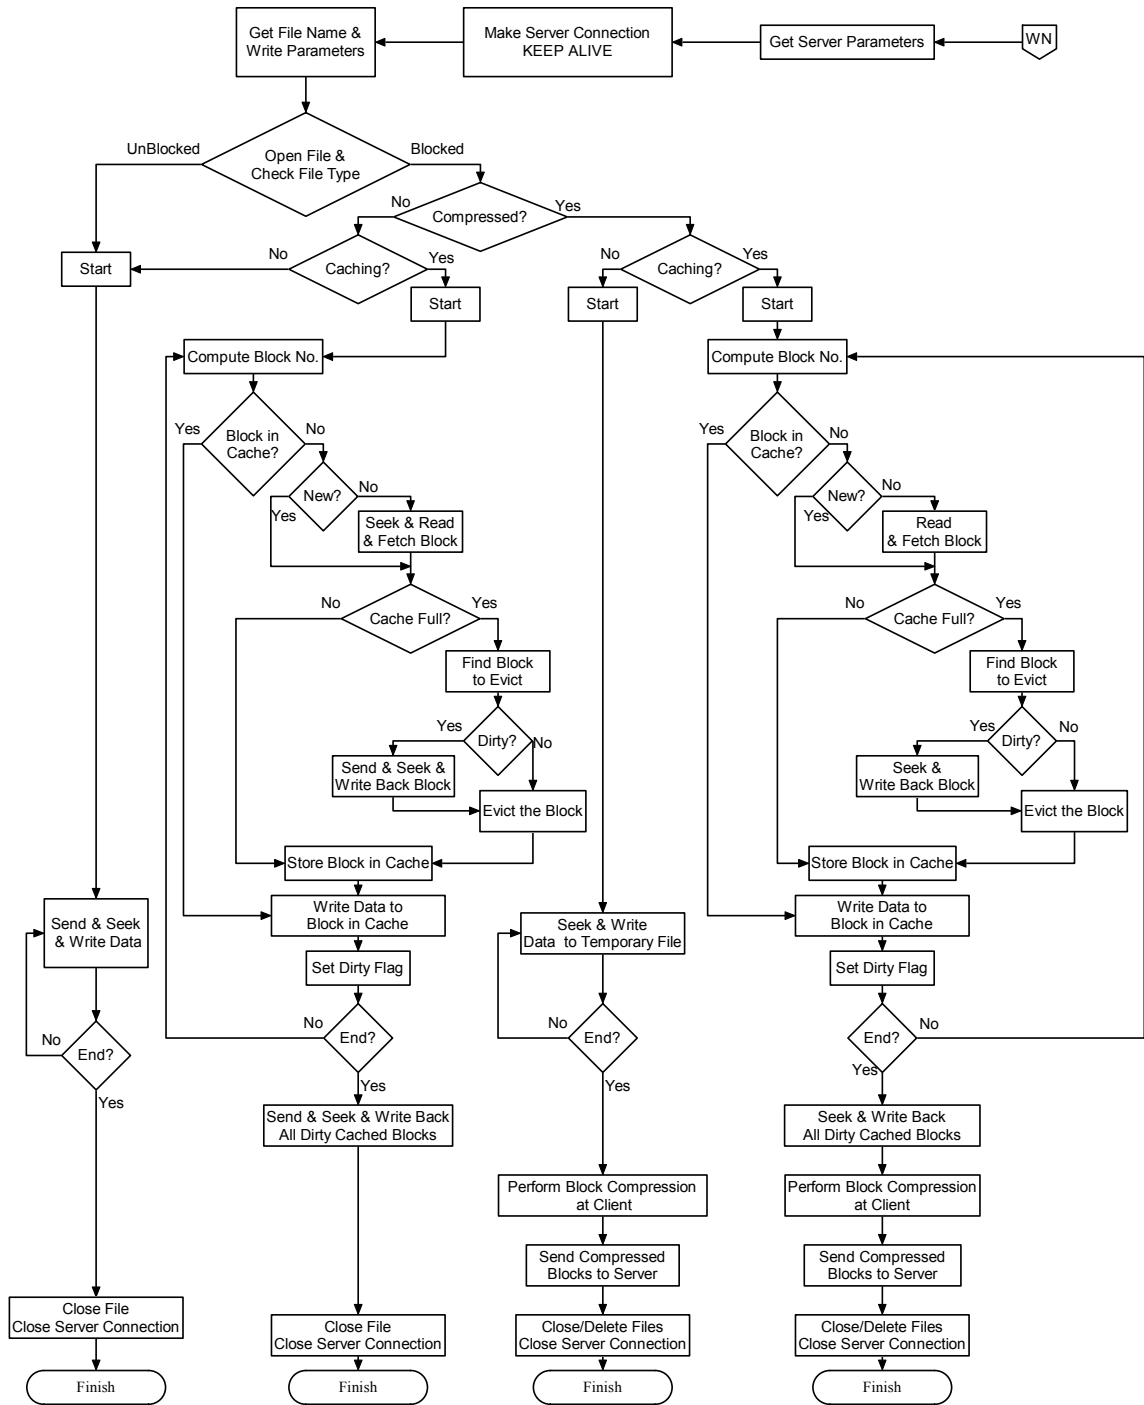 Get File Name &
Write Parameters
Make Server Connection
KEEP ALIVE
Get Server Parameters
WN
UnBlocked
Open File &
Check File Type
Blocked
No
Compressed?
Yes
Start
No
Caching?
Yes
Start
No
Caching?
Yes
Start
Start
Compute Block No.
Compute Block No.
Yes
Block in
Cache?
No
New?
No
Yes
Seek & Read
& Fetch Block
Yes
Block in
Cache?
No
New?
No
Yes
Read
& Fetch Block
No
Cache Full?
Yes
Find Block
to Evict
Yes
Dirty?
No
Send & Seek &
Write Back Block
Evict the Block
No
Cache Full?
Yes
Find Block
to Evict
Yes
Dirty?
No
Seek &
Write Back Block
Evict the Block
Store Block in Cache
Store Block in Cache
Send & Seek
& Write Data
Write Data to
Block in Cache
Seek & Write
Data to Temporary File
Write Data to
Block in Cache
Set Dirty Flag
Set Dirty Flag
No
End?
Yes
No
End?
Yes
No
End?
Yes
End?
No
Yes
Send & Seek & Write Back
All Dirty Cached Blocks
Seek & Write Back
All Dirty Cached Blocks
Perform Block Compression
at Client
Perform Block Compression
at Client
Send Compressed
Blocks to Server
Send Compressed
Blocks to Server
Close File
Close Server Connection
Close File
Close Server Connection
Close/Delete Files
Close Server Connection
Close/Delete Files
Close Server Connection
Finish
Finish
Finish
Finish